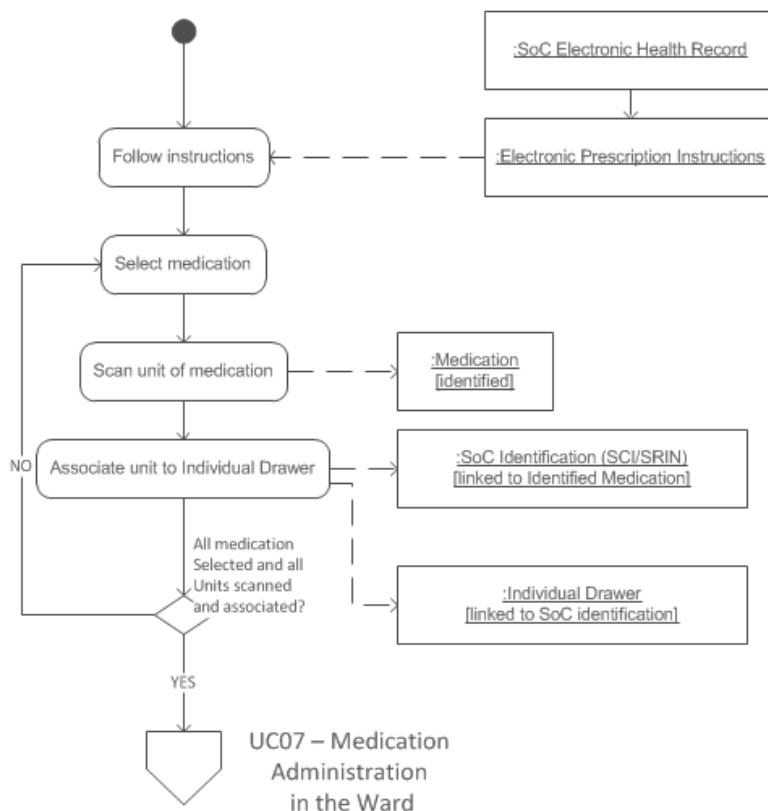 :SoC Electronic Health Record
Follow instructions
:Electronic Prescription Instructions
Select medication
Scan unit of medication
:Medication
[identified]
NO
Associate unit to Individual Drawer
:SoC Identification (SCI/SRIN)
[linked to Identified Medication]
All medication
Selected and all
Units scanned
and associated?
:Individual Drawer
[linked to SoC identification]
YES
UC07 – Medication
Administration
in the Ward